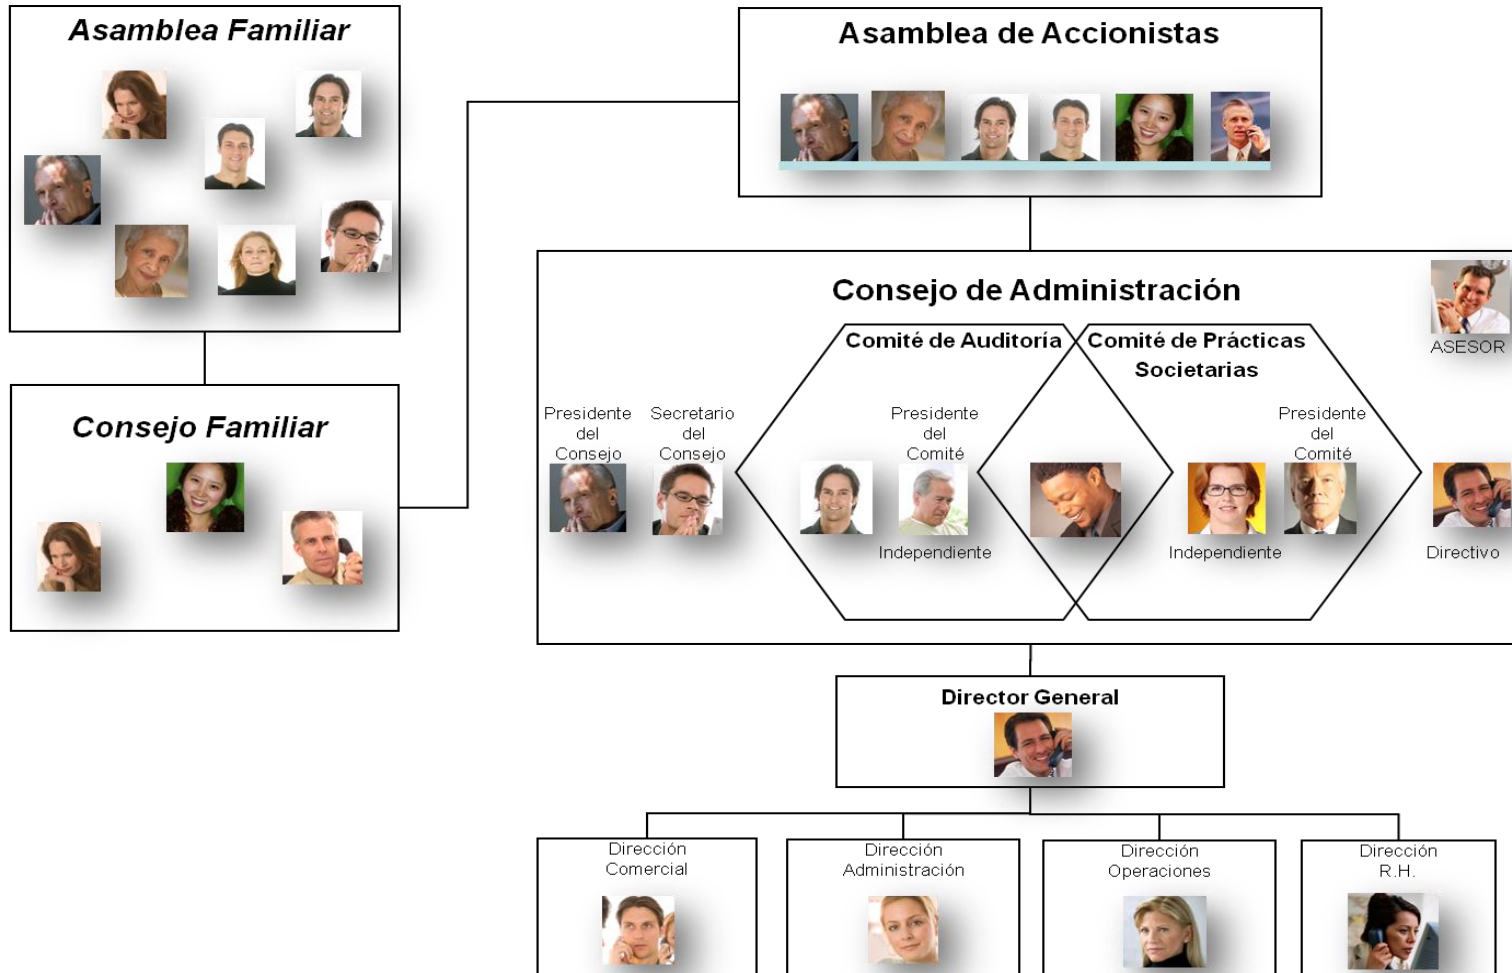 Asamblea Familiar
Asamblea de Accionistas
Consejo Familiar
Consejo de Administración
ASESOR
Comité de Auditoría
Comité de Prácticas
Societarias
Presidente
del
Consejo
Secretario
del
Consejo
Presidente
del
Comité
Independiente
Presidente
del
Comité
Independiente
Directivo
Director General
Dirección
Comercial
Dirección
Administración
Dirección
Operaciones
Dirección
R.H.